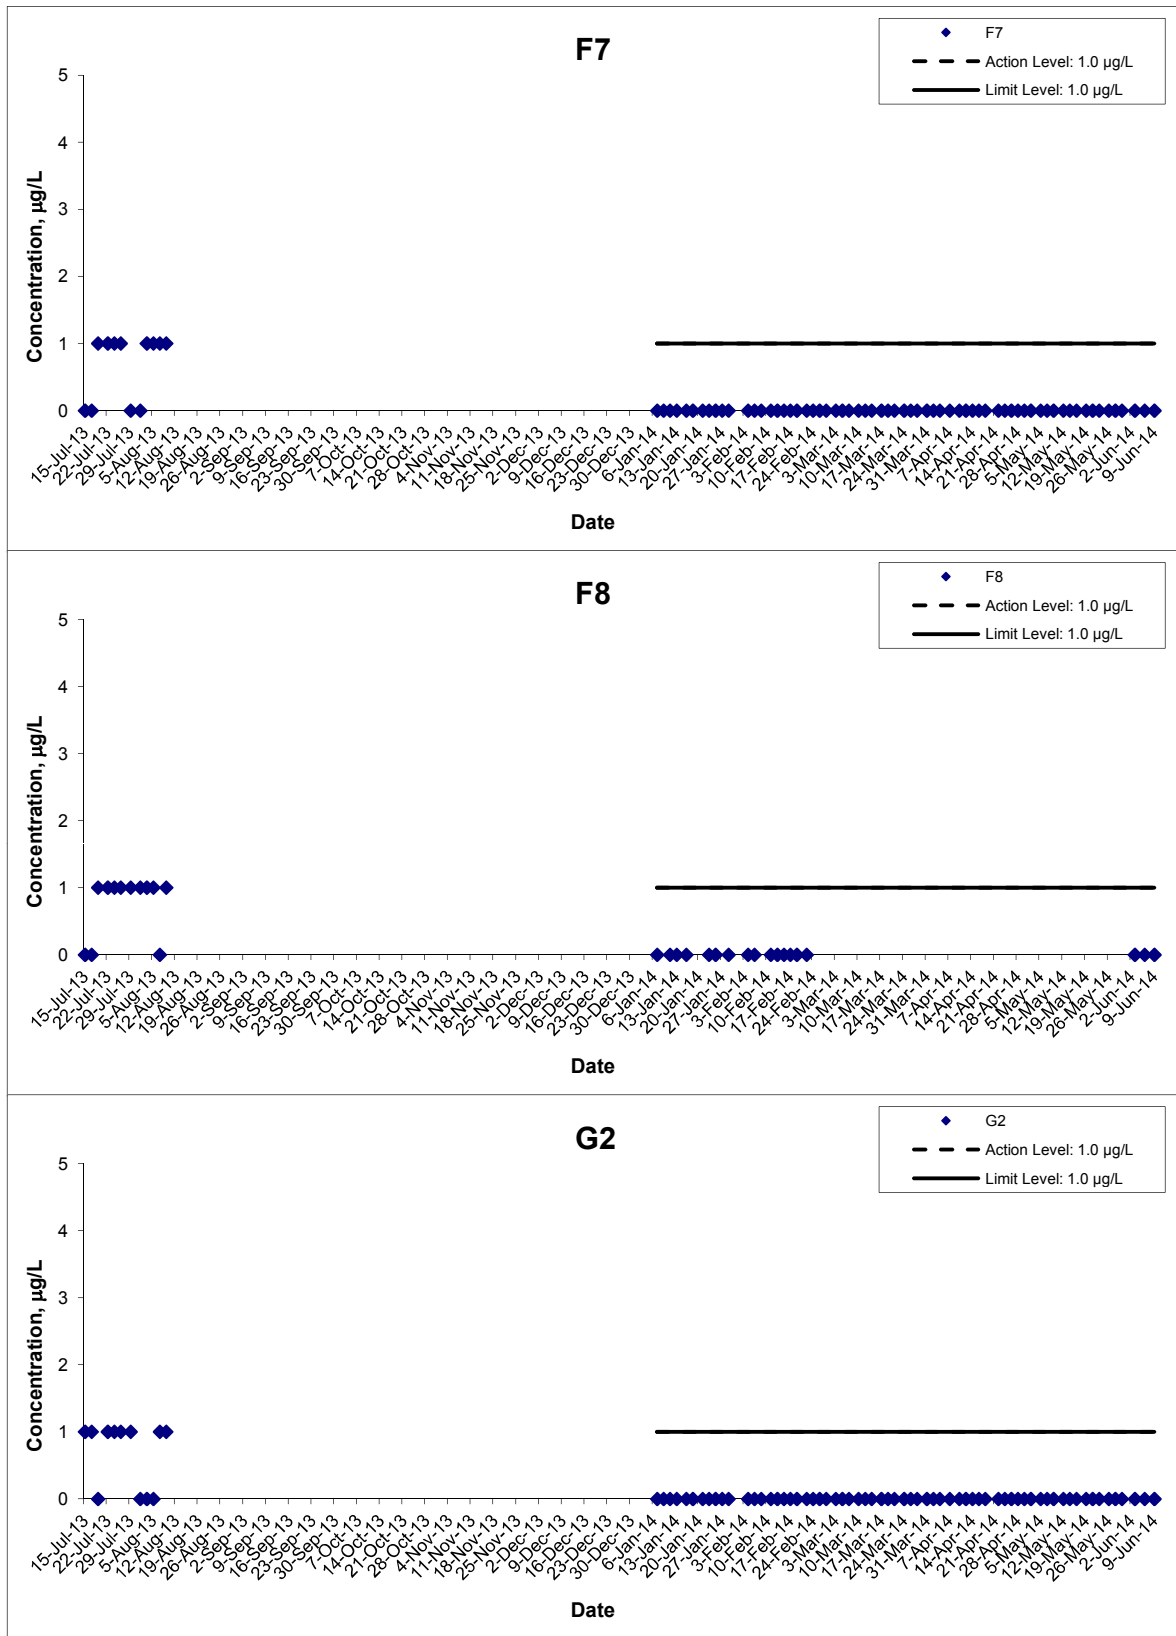 F7
F7
Action Level: 1.0 µg/L
Limit Level: 1.0 µg/L
Concentration, µg/L
5
4
3
2
1
0
15-Jul-13
22-Jul-13
29-Jul-13
5-Aug-13
12-Aug-13
19-Aug-13
26-Aug-13
2-Sep-13
9-Sep-13
16-Sep-13
23-Sep-13
30-Sep-13
7-Oct-13
14-Oct-13
21-Oct-13
28-Oct-13
4-Nov-13
11-Nov-13
18-Nov-13
25-Nov-13
2-Dec-13
9-Dec-13
16-Dec-13
23-Dec-13
30-Dec-13
6-Jan-14
13-Jan-14
20-Jan-14
27-Jan-14
3-Feb-14
10-Feb-14
17-Feb-14
24-Feb-14
3-Mar-14
10-Mar-14
17-Mar-14
24-Mar-14
31-Mar-14
7-Apr-14
14-Apr-14
21-Apr-14
28-Apr-14
5-May-14
12-May-14
19-May-14
26-May-14
2-Jun-14
9-Jun-14
Date
F8
F8
Action Level: 1.0 µg/L
Limit Level: 1.0 µg/L
Concentration, µg/L
5
4
3
2
1
0
15-Jul-13
22-Jul-13
29-Jul-13
5-Aug-13
12-Aug-13
19-Aug-13
26-Aug-13
2-Sep-13
9-Sep-13
16-Sep-13
23-Sep-13
30-Sep-13
7-Oct-13
14-Oct-13
21-Oct-13
28-Oct-13
4-Nov-13
11-Nov-13
18-Nov-13
25-Nov-13
2-Dec-13
9-Dec-13
16-Dec-13
23-Dec-13
30-Dec-13
6-Jan-14
13-Jan-14
20-Jan-14
27-Jan-14
3-Feb-14
10-Feb-14
17-Feb-14
24-Feb-14
3-Mar-14
10-Mar-14
17-Mar-14
24-Mar-14
31-Mar-14
7-Apr-14
14-Apr-14
21-Apr-14
28-Apr-14
5-May-14
12-May-14
19-May-14
26-May-14
2-Jun-14
9-Jun-14
Date
G2
G2
Action Level: 1.0 µg/L
Limit Level: 1.0 µg/L
Concentration, µg/L
5
4
3
2
1
0
15-Jul-13
22-Jul-13
29-Jul-13
5-Aug-13
12-Aug-13
19-Aug-13
26-Aug-13
2-Sep-13
9-Sep-13
16-Sep-13
23-Sep-13
30-Sep-13
7-Oct-13
14-Oct-13
21-Oct-13
28-Oct-13
4-Nov-13
11-Nov-13
18-Nov-13
25-Nov-13
2-Dec-13
9-Dec-13
16-Dec-13
23-Dec-13
30-Dec-13
6-Jan-14
13-Jan-14
20-Jan-14
27-Jan-14
3-Feb-14
10-Feb-14
17-Feb-14
24-Feb-14
3-Mar-14
10-Mar-14
17-Mar-14
24-Mar-14
31-Mar-14
7-Apr-14
14-Apr-14
21-Apr-14
28-Apr-14
5-May-14
12-May-14
19-May-14
26-May-14
2-Jun-14
9-Jun-14
Date